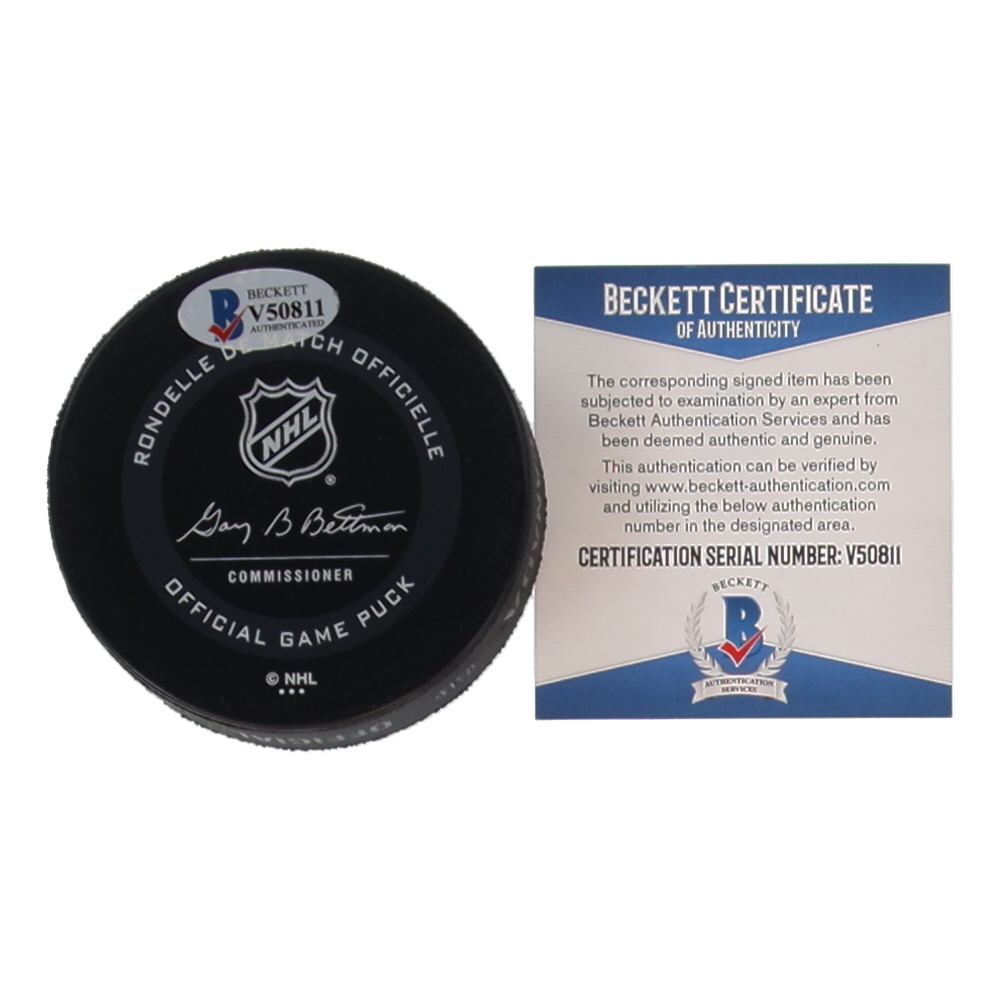 BECKETT
V50811
AUTHENTICATED
RONDELLE DE MATCH OFFICIELLE
NHL
®
Gary B Bettman
COMMISSIONER
OFFICIAL GAME PUCK
© NHL
BECKETT CERTIFICATE
OF AUTHENTICITY
The corresponding signed item has been
subjected to examination by an expert from
Beckett Authentication Services and has
been deemed authentic and genuine.
This authentication can be verified by
visiting www.beckett-authentication.com
and utilizing the below authentication
number in the designated area.
CERTIFICATION SERIAL NUMBER: V50811
BECKETT
B
AUTHENTICATION
SERVICES